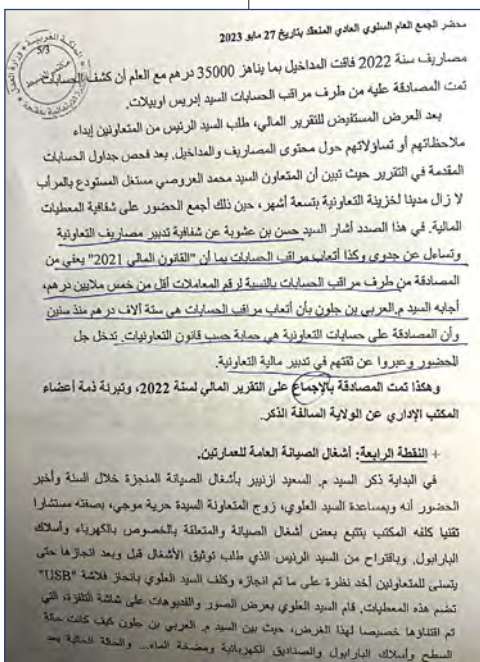 محضر الجمع العام السنوي العادي المنعقد بتاريخ 27 مايو 2023
5/3
مصاريف سنة 2022 فاقت المداخيل بما يناهز 35000 درهم مع العلم أن كشف الحسابات
تمت المصادقة عليه من طرف مراقب الحسابات السيد إدريس اوبيلات.
بعد العرض المستفيض للتقرير المالي، طلب السيد الرئيس من المتعاونين إبداء
ملاحظاتهم أو تساؤلاتهم حول محتوى المصاريف والمداخيل. بعد فحص جداول الحسابات
المقدمة في التقرير حيث تبين أن المتعاون السيد محمد العروصي مستغل المستودع بالمرآب
لا زال مدينا لخزينة التعاونية بتسعة أشهر، حين ذلك أجمع الحضور على شفافية المعطيات
المالية. في هذا الصدد أشار السيد حسن بن عشوبة عن شفافية تدبير مصاريف التعاونية
وتساءل عن جدوى وكذا أتعاب مراقب الحسابات بما أن "القانون المالي 2021" يعفي من
المصادقة من طرف مراقب الحسابات بالنسبة لرقم المعاملات أقل من خمس ملايين درهم،
أجابه السيد م.العربي بن جلون بأن أتعاب مراقب الحسابات هي ستة آلاف درهم منذ سنين
وأن المصادقة على حسابات التعاونية هي حماية حسب قانون التعاونيات. تدخل جل
الحضور وعبروا عن ثقتهم في تدبير مالية التعاونية.
وهكذا تمت المصادقة بالإجماع على التقرير المالي لسنة 2022، وتبرئة ذمة أعضاء
المكتب الإداري عن الولاية السالفة الذكر.
+ النقطة الرابعة: أشغال الصيانة العامة للعمارتين.
في البداية ذكر السيد م. السعيد ازنيبر بأشغال الصيانة المنجزة خلال السنة وأخبر
الحضور أنه وبمساعدة السيد العلوي، زوج المتعاونة السيدة حرية موجي، بصفته مستشارا
تقنيا كلفه المكتب بتتبع بعض أشغال الصيانة والمتعلقة بالخصوص بالكهرباء وأسلاك
البارابول. وباقتراح من السيد الرئيس الذي طلب توثيق الأشغال قبل وبعد انجازها حتى
يتسنى للمتعاونين أخد نظرة على ما تم انجازه وكلف السيد العلوي بانجاز فلاشة "USB"
تضم هذه المعطيات. قام السيد العلوي بعرض الصور والفديوهات على شاشة التلفزة، التي
تم اقتناؤها خصيصا لهذا الغرض، حيث بين السيد م. العربي بن جلون كيف كانت حالة
السطح وأسلاك البارابول والصناديق الكهربائية ومضخة الماء... والحالة الحالية بعد